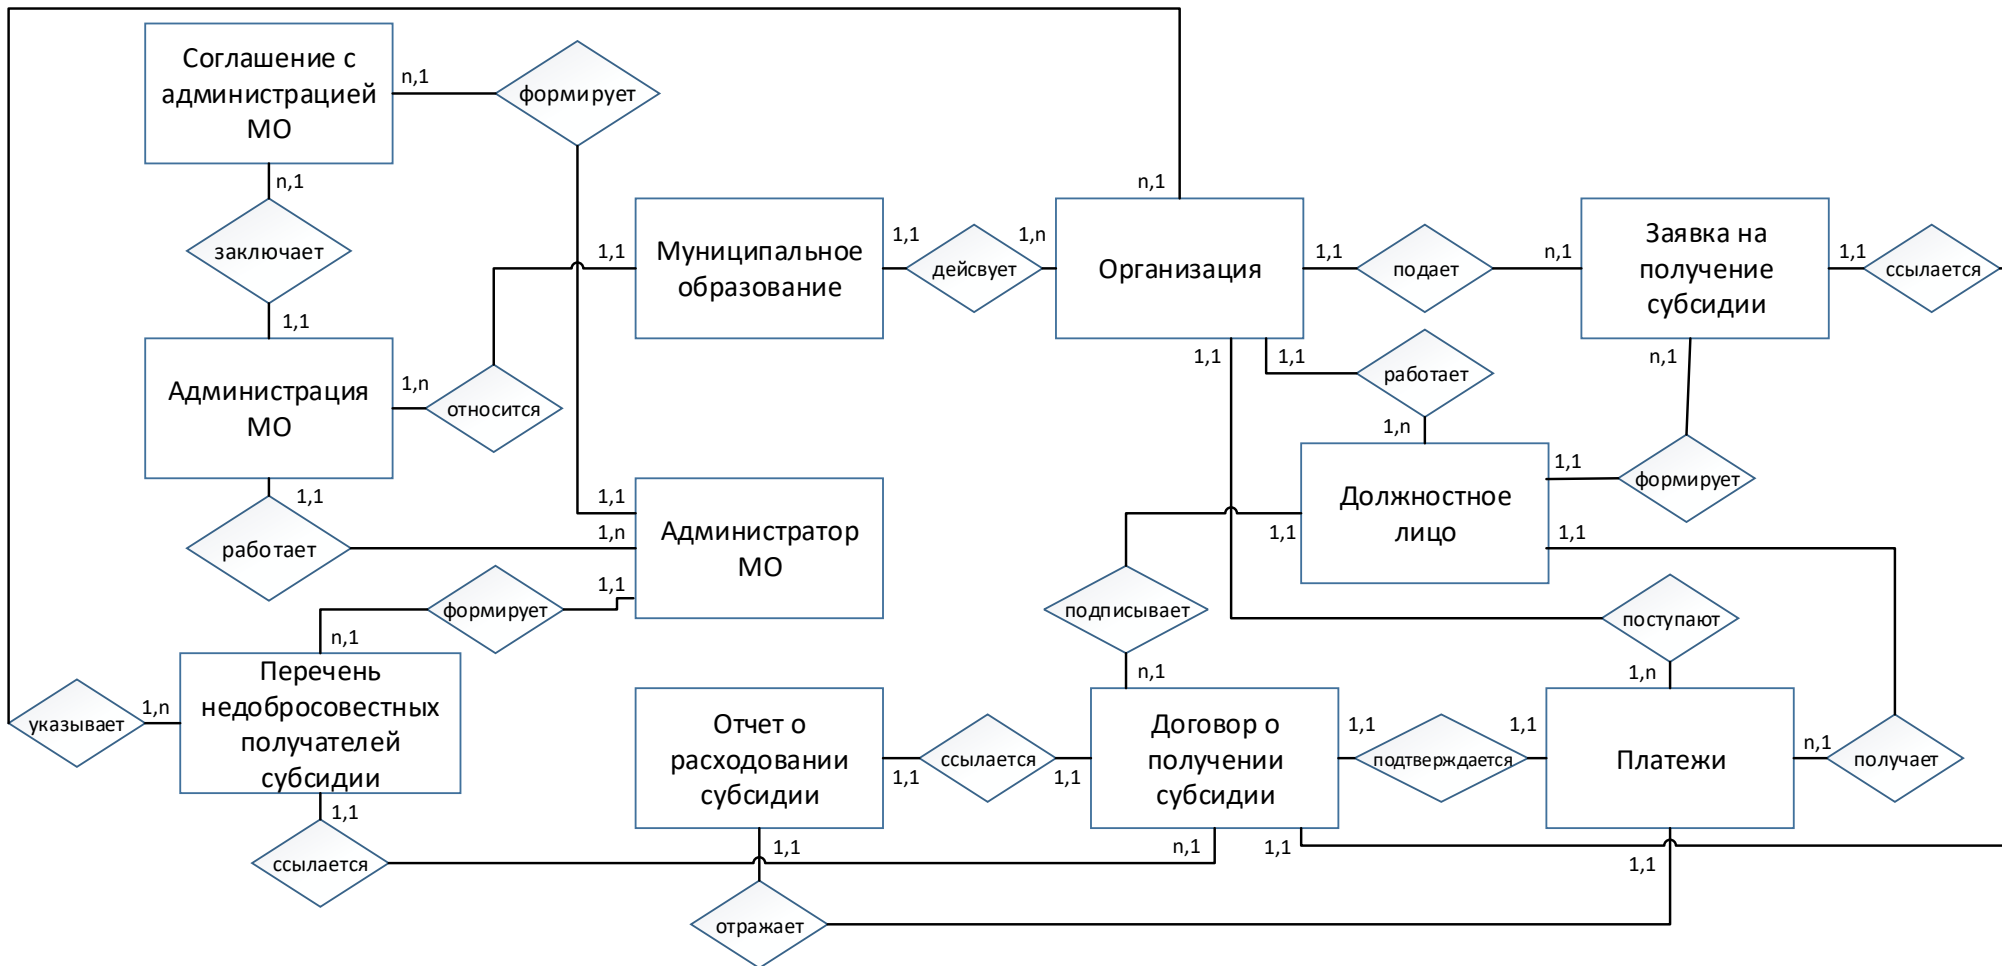 Соглашение с
администрацией
МО
n,1
формирует
n,1
заключает
n,1
1,1
Муниципальное
образование
1,1
дейсвует
1,n
Организация
1,1
подает
n,1
Заявка на
получение
субсидии
1,1
ссылается
1,1
Администрация
МО
1,n
относится
1,1
1,1
работает
n,1
1,n
1,1
работает
1,1
1,n
Администратор
МО
1,1
Должностное
лицо
1,1
формирует
1,1
1,1
формирует
1,1
подписывает
поступают
n,1
Перечень
недобросовестных
получателей
субсидии
указывает
1,n
n,1
1,n
Отчет о
расходовании
субсидии
1,1
ссылается
1,1
Договор о
получении
субсидии
1,1
подтверждается
1,1
Платежи
n,1
получает
1,1
ссылается
1,1
n,1
1,1
1,1
отражает